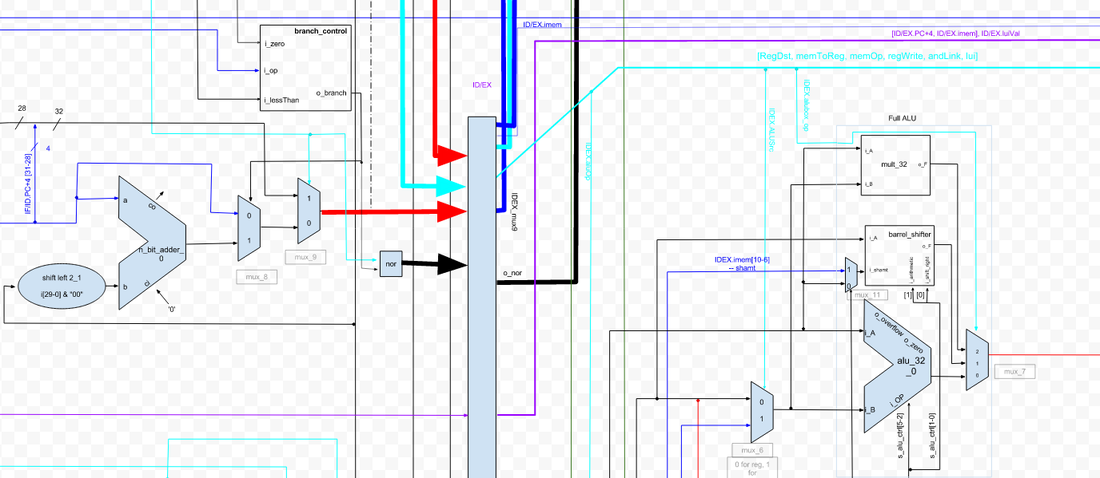 branch_control
i_zero
i_op
i_lessThan
o_branch
28
32
4
IF/ID.PC+4 [31-28]
a
co
n_bit_adder_
0
b
ci
'0'
shift left 2_1
i[29-0] & "00"
0
1
mux_8
1
0
mux_9
nor
ID/EX
IDEX_mux9
o_nor
ID/EX.imem
[ID/EX.PC+4, ID/EX.imem], ID/EX.luiVal
[RegDst, memToReg, memOp, regWrite, andLink, lui]
IDEX.ALUSrc
Full ALU
i_A
mult_32
o_F
i_B
barrel_shifter
i_A
o_F
i_shamt
i_arithmetic
i_shift_right
IDEX.imem[10-6]
-- shamt
1
0
mux_11
[1]
[0]
o_overflow
o_zero
i_A
alu_32
_0
i_B
i_OP
s_alu_ctrl[5-2]
s_alu_ctrl[1-0]
2
1
0
mux_7
0
1
mux_6
0 for reg, 1
for